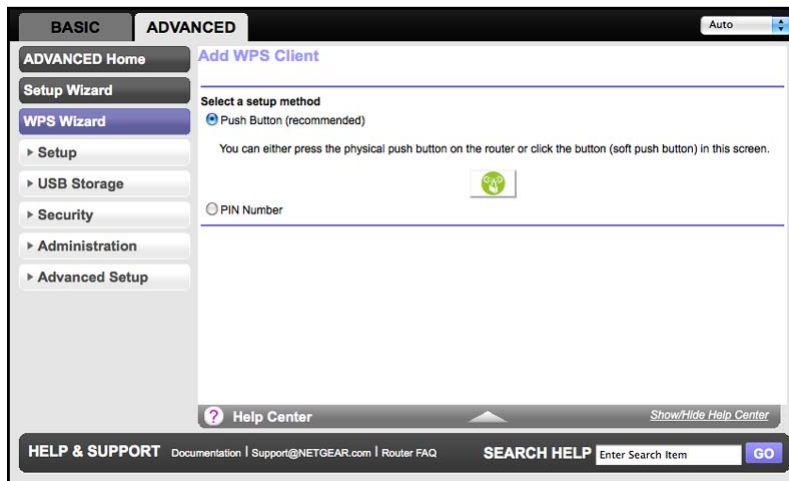 BASIC
ADVANCED
Auto
ADVANCED Home
Setup Wizard
WPS Wizard
Setup
USB Storage
Security
Administration
Advanced Setup
Add WPS Client
Select a setup method
Push Button (recommended)
You can either press the physical push button on the router or click the button (soft push button) in this screen.
PIN Number
? Help Center
Show/Hide Help Center
HELP & SUPPORT Documentation | Support@NETGEAR.com | Router FAQ
SEARCH HELP Enter Search Item GO